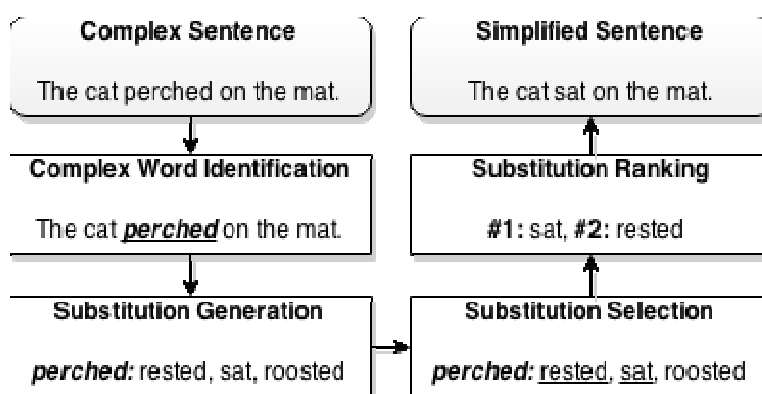 Complex Sentence
The cat perched on the mat.
Complex Word Identification
The cat perched on the mat.
Substitution Generation
perched: rested, sat, roosted
Substitution Selection
perched: rested, sat, roosted
Substitution Ranking
#1: sat, #2: rested
Simplified Sentence
The cat sat on the mat.